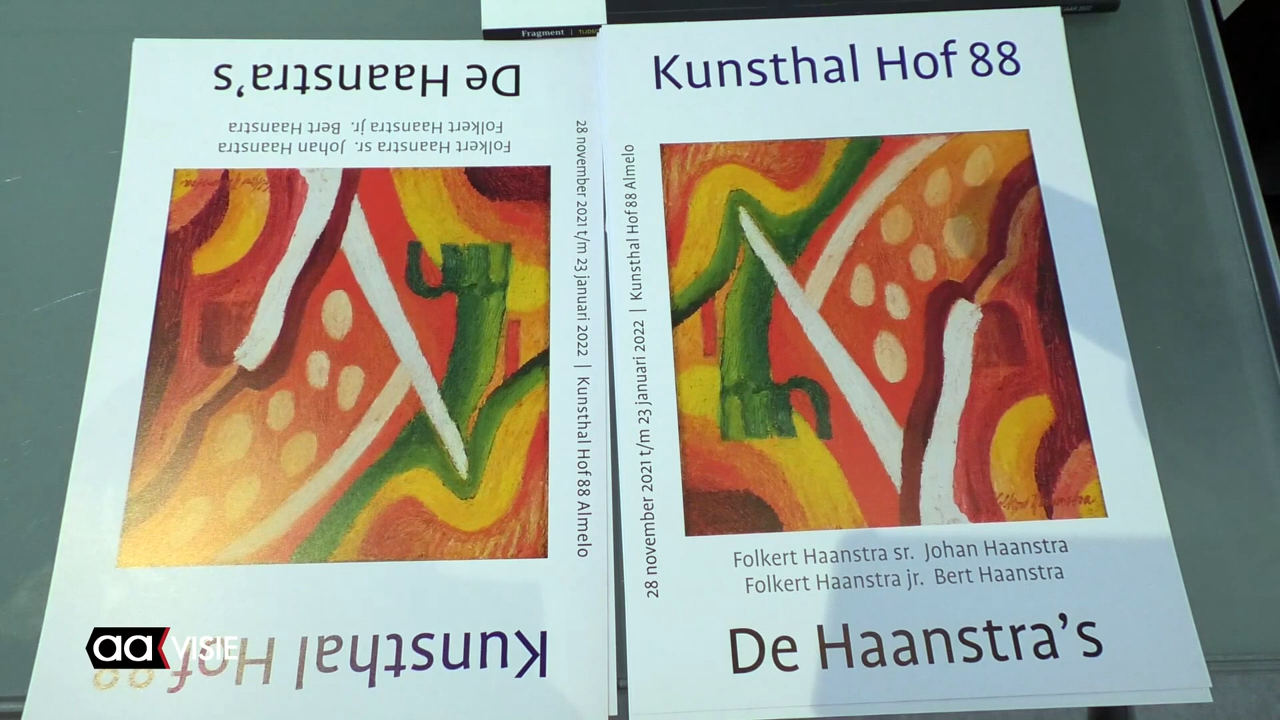 Fragment |
De Haanstra's
Folkert Haanstra jr. Bert Haanstra
Folkert Haanstra sr. Johan Haanstra
28 november 2021 t/m 23 januari 2022 | Kunsthal Hof 88 Almelo
Kunsthal Hof 88
Kunsthal Hof 88
28 november 2021 t/m 23 januari 2022 | Kunsthal Hof 88 Almelo
Folkert Haanstra sr. Johan Haanstra
Folkert Haanstra jr. Bert Haanstra
De Haanstra's
aa VISIE